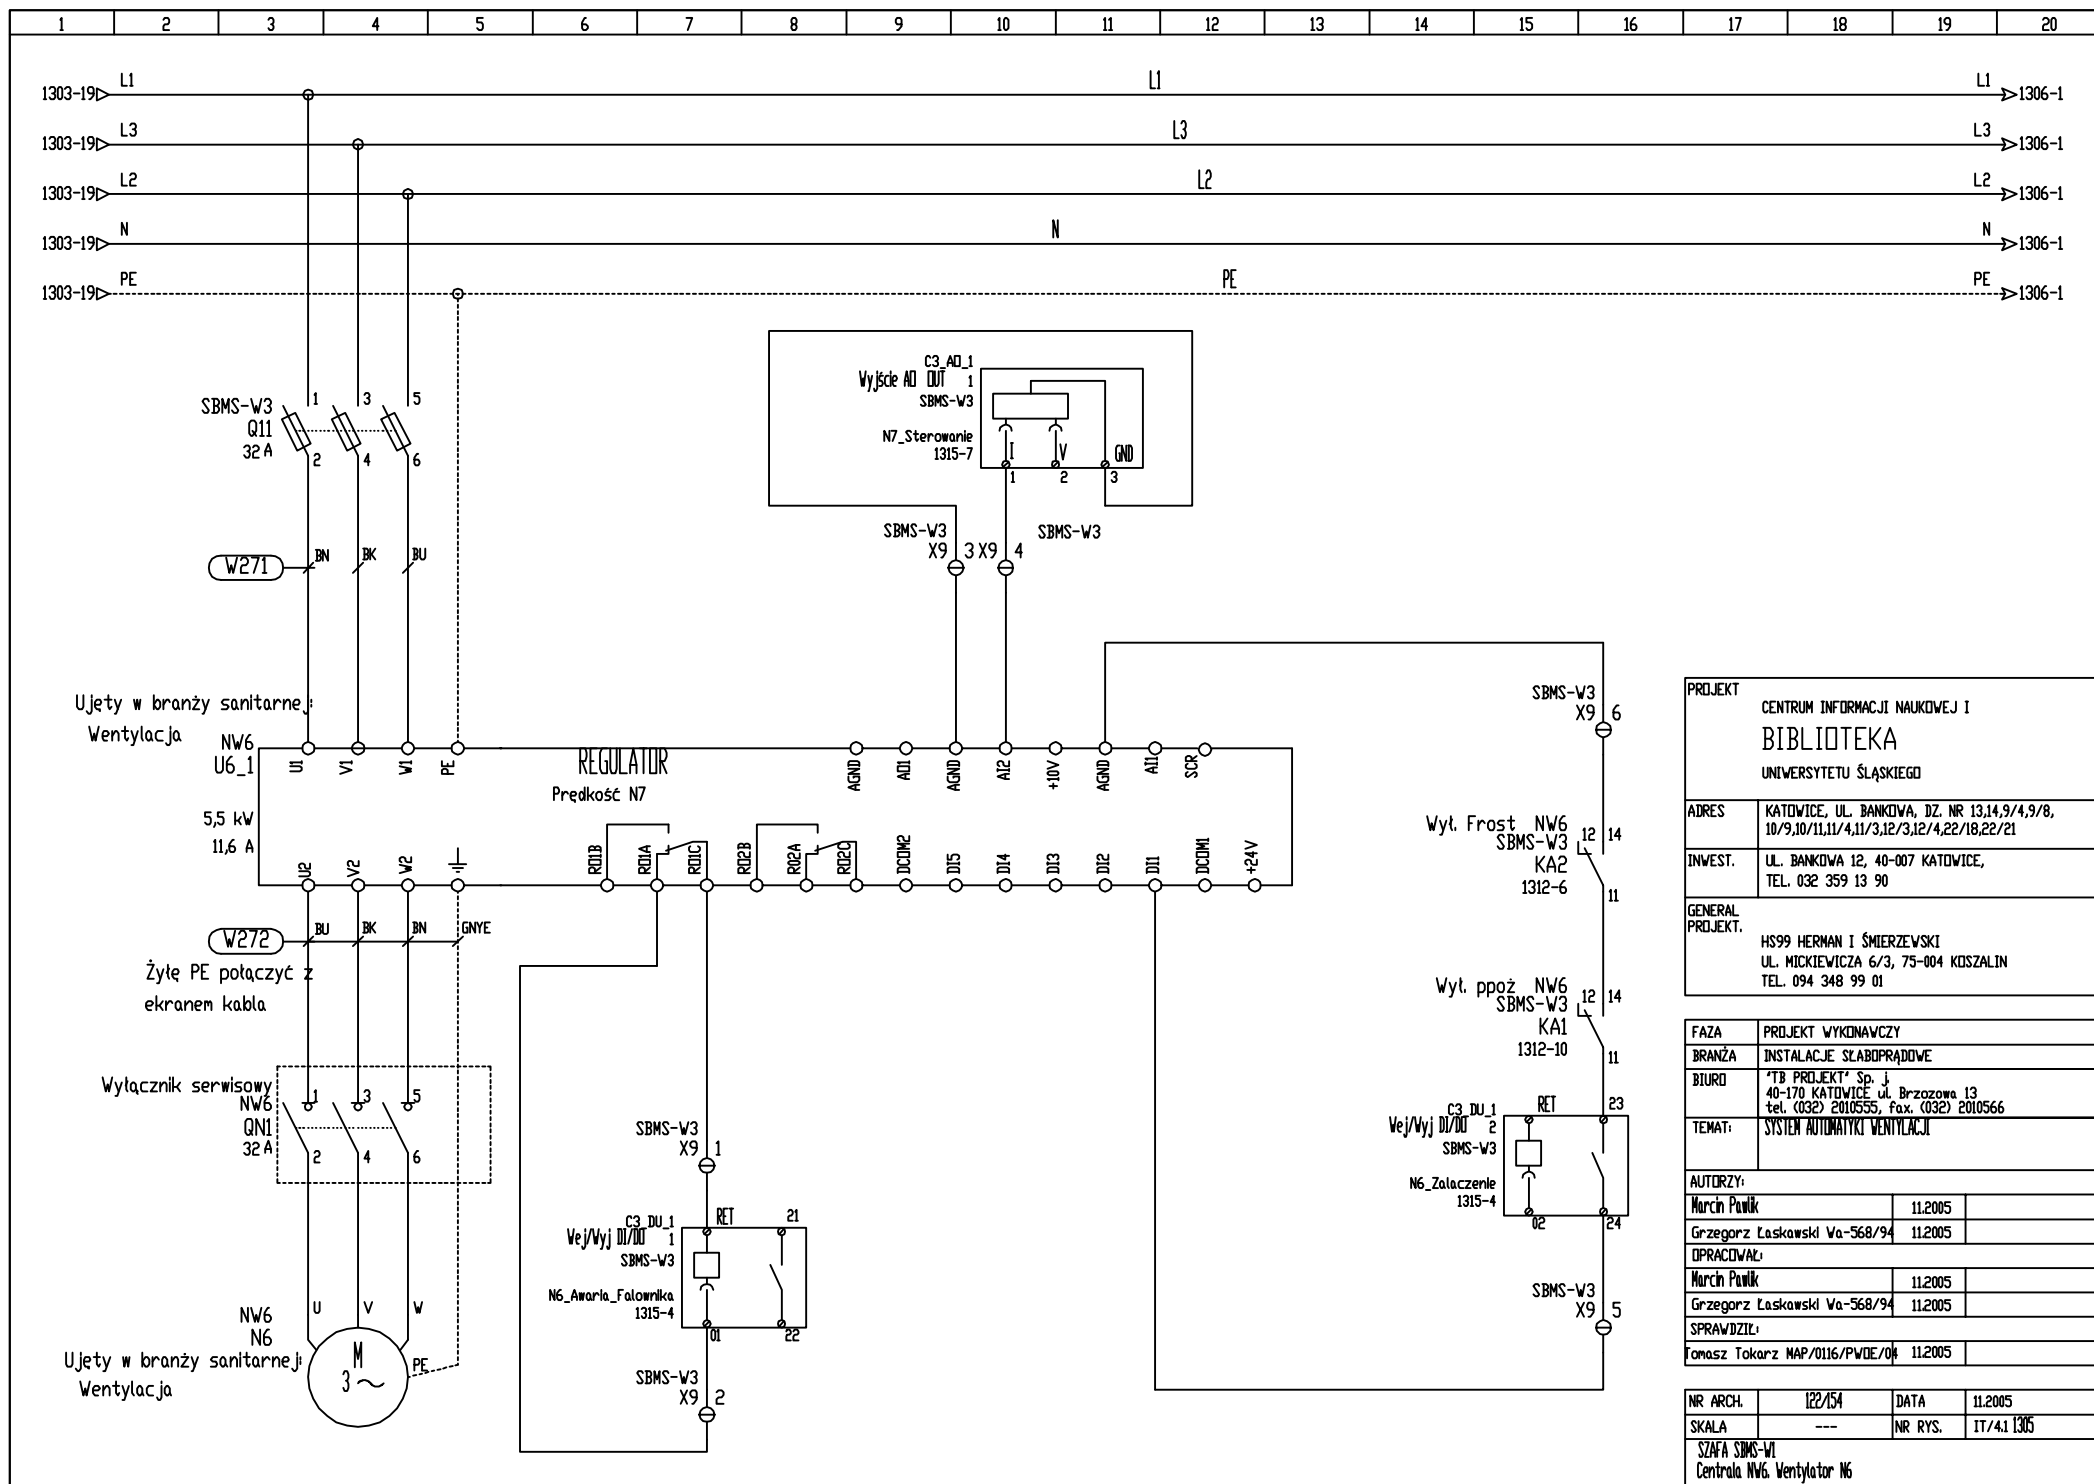 1 2 3 4 5 6 7 8 9 10 11 12 13 14 15 16 17 18 19 20
1303-19 L1 L1 L1 1306-1
1303-19 L3 L3 L3 1306-1
1303-19 L2 L2 L2 1306-1
1303-19 N N N 1306-1
1303-19 PE PE PE 1306-1
SBMS-W3
Q11
32 A
1 3 5
2 4 6
W271
BN BK BU
C3_AO_1
Wyjście AO OUT 1
SBMS-W3
N7_Sterowanie
1315-7
I V GND
1 2 3
SBMS-W3
X9 3
SBMS-W3
X9 4
Ujęty w branży sanitarnej:
Wentylacja
NW6
U6_1
5,5 kW
11,6 A
REGULATOR
Prędkość N7
U1 V1 W1 PE
AGND AO1 AGND AI2 +10V AGND AI1 SCR
U2 V2 W2
RO1B RO1A RO1C RO2B RO2A RO2C DCOM2 DI5 DI4 DI3 DI2 DI1 DCOM1 +24V
W272
BU BK BN GNYE
Żyłę PE połączyć z
ekranem kabla
Wyłącznik serwisowy
NW6
QN1
32 A
1 3 5
2 4 6
NW6
N6
Ujęty w branży sanitarnej:
Wentylacja
U V W
M
3
PE
SBMS-W3
X9 1
C3_DU_1
Wej/Wyj DI/DO 1
SBMS-W3
N6_Awaria_Falownika
1315-4
RET 21
01 22
SBMS-W3
X9 2
SBMS-W3
X9 6
Wył. Frost NW6
SBMS-W3
KA2
1312-6
12 14
11
Wył. ppoż NW6
SBMS-W3
KA1
1312-10
12 14
11
C3_DU_1
Wej/Wyj DI/DO 2
SBMS-W3
N6_Zalaczenie
1315-4
RET 23
02 24
SBMS-W3
X9 5
PROJEKT
CENTRUM INFORMACJI NAUKOWEJ I
BIBLIOTEKA
UNIWERSYTETU ŚLĄSKIEGO
ADRES KATOWICE, UL. BANKOWA, DZ. NR 13,14,9/4,9/8,
10/9,10/11,11/4,11/3,12/3,12/4,22/18,22/21
INWEST. UL. BANKOWA 12, 40-007 KATOWICE,
TEL. 032 359 13 90
GENERAL
PROJEKT.
HS99 HERMAN I ŚMIERZEWSKI
UL. MICKIEWICZA 6/3, 75-004 KOSZALIN
TEL. 094 348 99 01
FAZA PROJEKT WYKONAWCZY
BRANŻA INSTALACJE SŁABOPRĄDOWE
BIURO "TB PROJEKT" Sp. j.
40-170 KATOWICE ul. Brzozowa 13
tel. (032) 2010555, fax. (032) 2010566
TEMAT: SYSTEM AUTOMATYKI WENTYLACJI
AUTORZY:
Marcin Pawlik 11.2005
Grzegorz Łaskawski Wa-568/94 11.2005
OPRACOWAŁ:
Marcin Pawlik 11.2005
Grzegorz Łaskawski Wa-568/94 11.2005
SPRAWDZIŁ:
Tomasz Tokarz MAP/0116/PWOE/04 11.2005
NR ARCH. 122/154 DATA 11.2005
SKALA --- NR RYS. IT/4.1 1305
SZAFA SBMS-W1
Centrala NW6. Wentylator N6